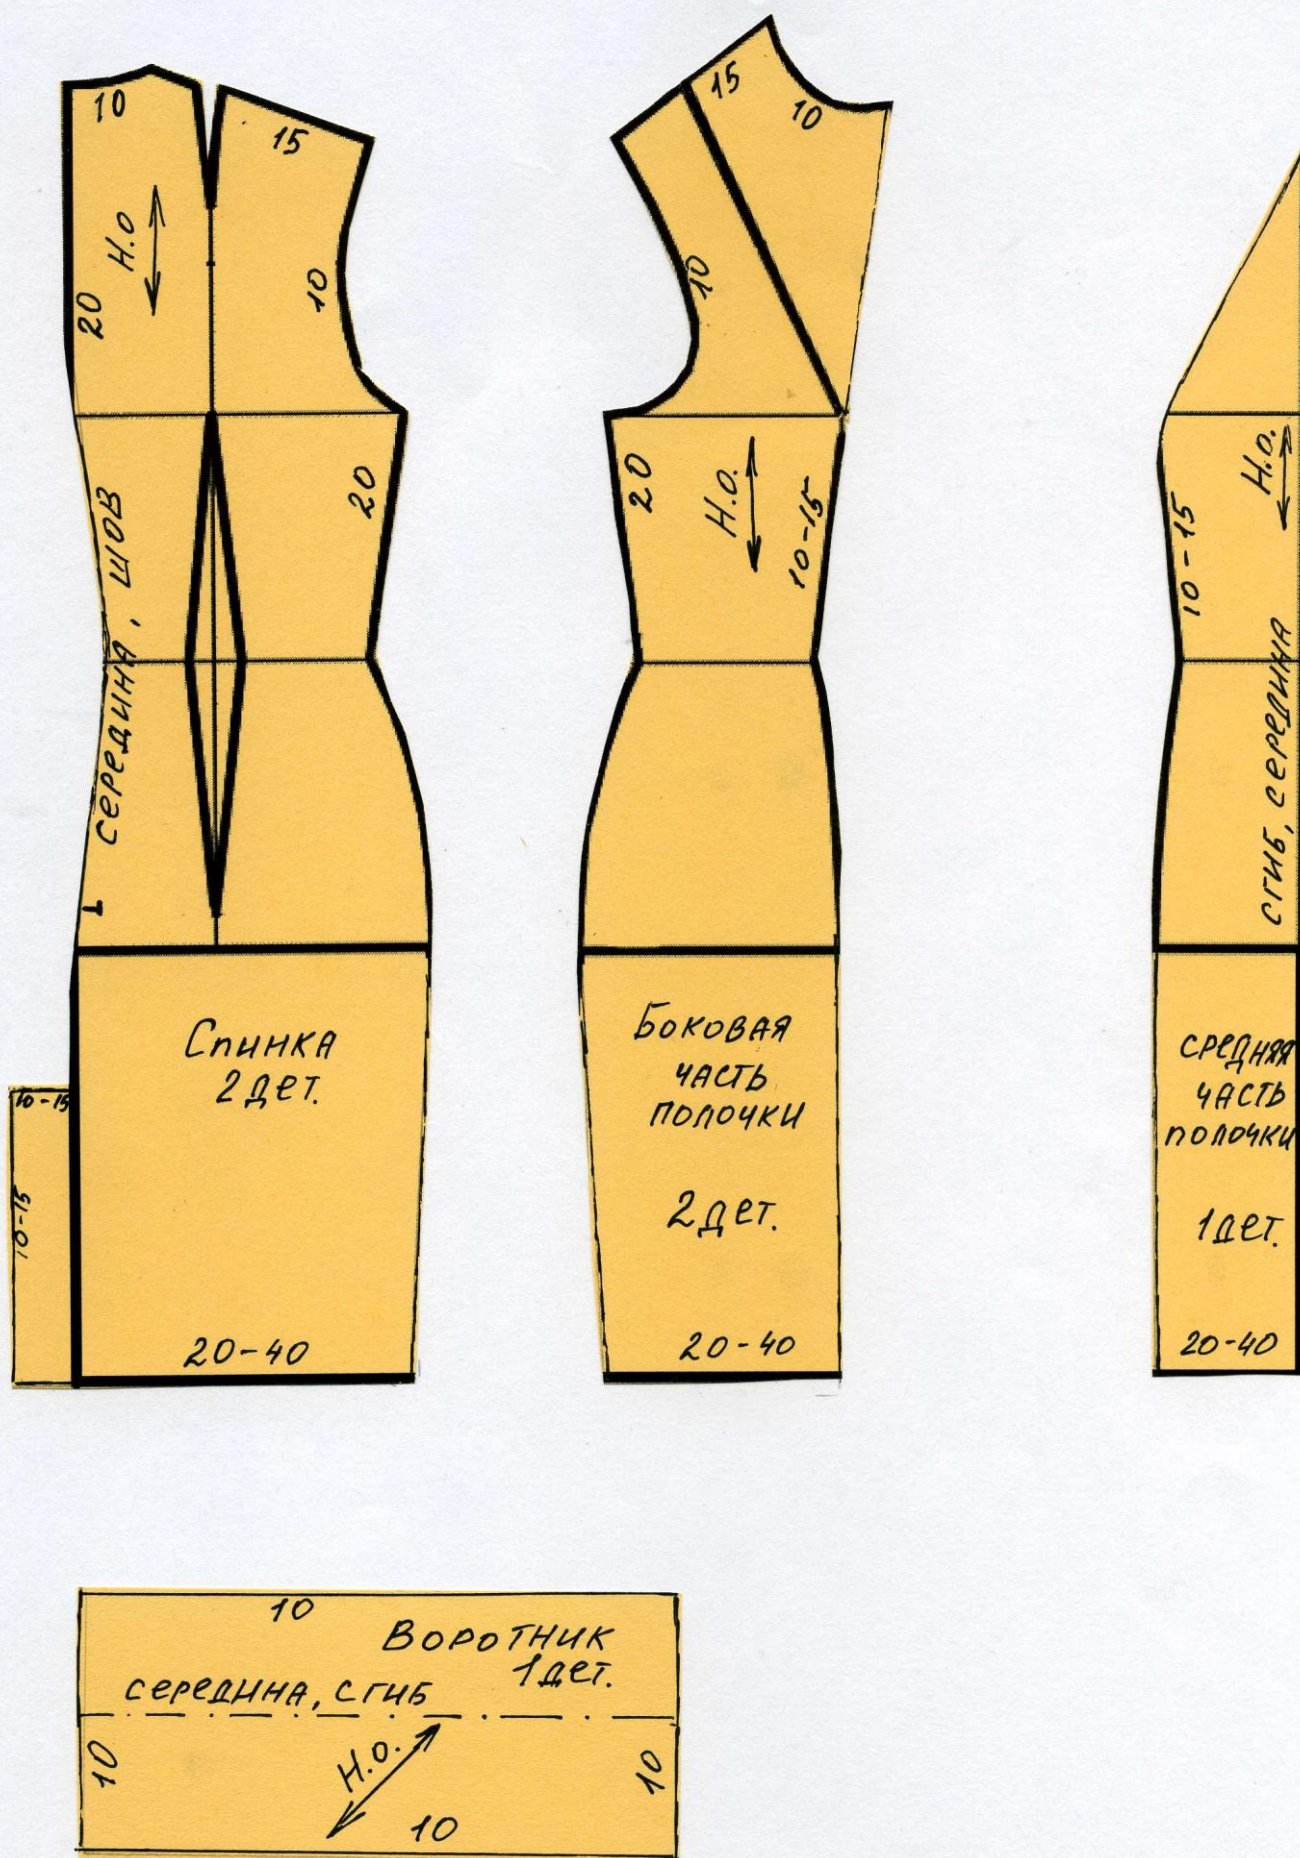 10
15
Н.О
20
10
СЕРЕДИНА, ШОВ
20
Спинка
2 ДЕТ.
10-15
10-15
20-40
15
10
10
20
Н.О.
10-15
БОКОВАЯ
ЧАСТЬ
ПОЛОЧКИ
2 ДЕТ.
20-40
Н.О.
10-15
СГИБ, СЕРЕДИНА
СРЕДНЯЯ
ЧАСТЬ
ПОЛОЧКИ
1 ДЕТ.
20-40
10
ВОРОТНИК
1 ДЕТ.
СЕРЕДИНА, СГИБ
10
Н.О.
10
10